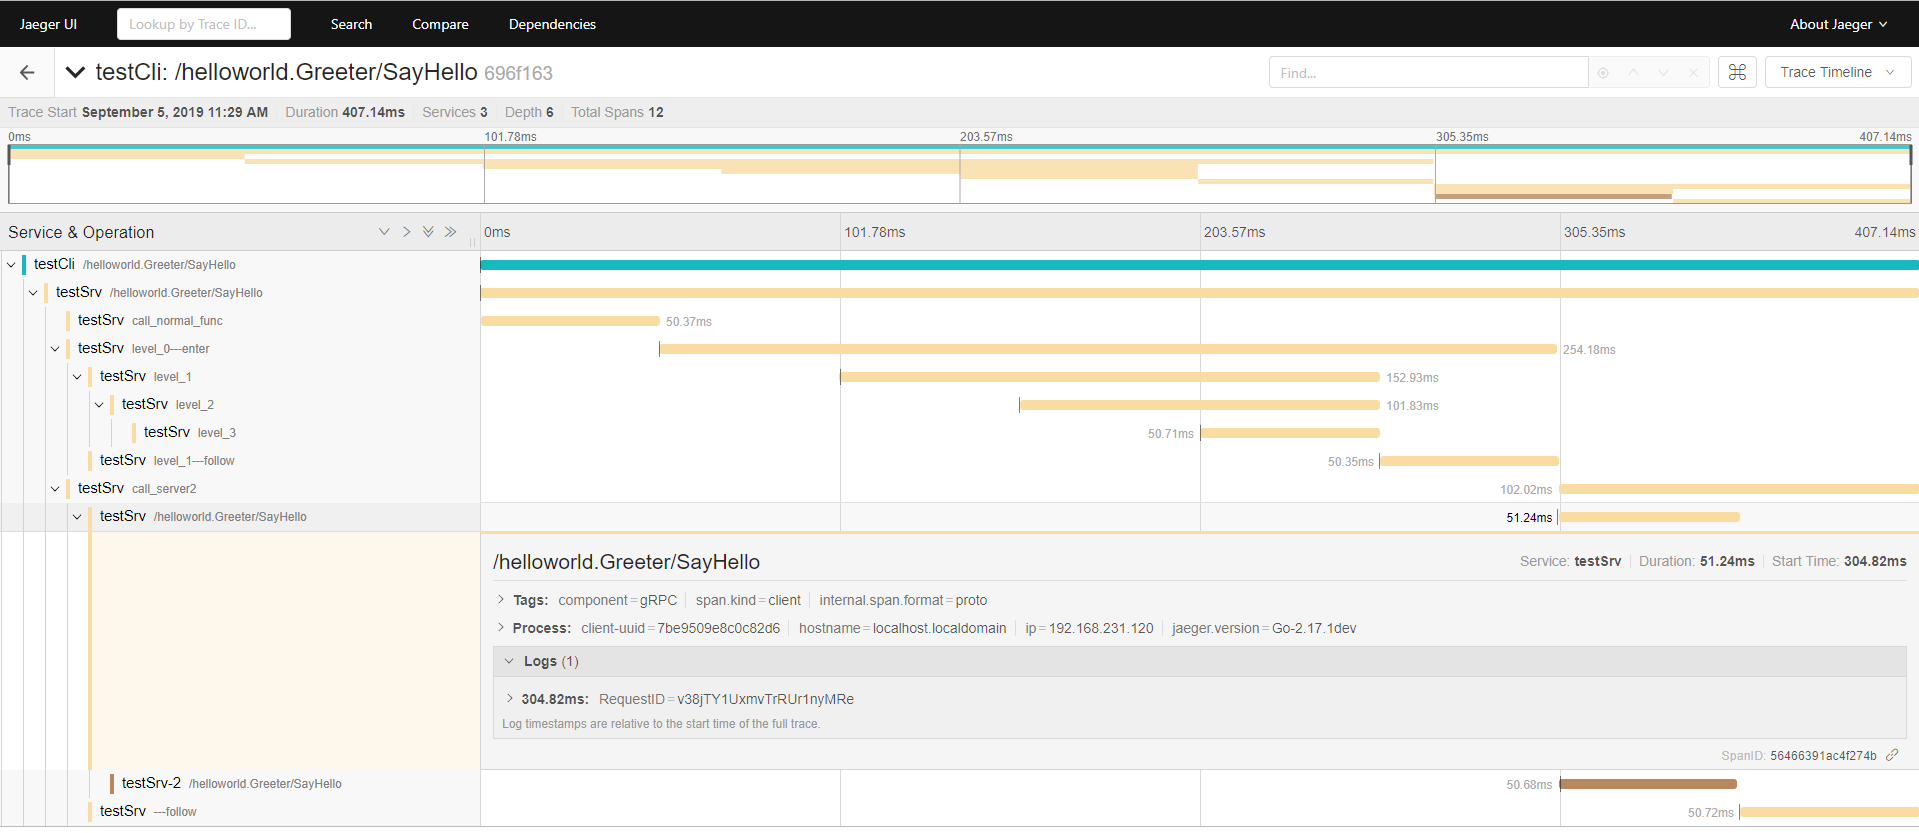 Jaeger UI Lookup by Trace ID... Search Compare Dependencies About Jaeger
testCli: /helloworld.Greeter/SayHello 696f163 Find... Trace Timeline
Trace Start September 5, 2019 11:29 AM Duration 407.14ms Services 3 Depth 6 Total Spans 12
0ms 101.78ms 203.57ms 305.35ms 407.14ms
Service & Operation 0ms 101.78ms 203.57ms 305.35ms 407.14ms
testCli /helloworld.Greeter/SayHello
testSrv /helloworld.Greeter/SayHello
testSrv call_normal_func 50.37ms
testSrv level_0---enter 254.18ms
testSrv level_1 152.93ms
testSrv level_2 101.83ms
testSrv level_3 50.71ms
testSrv level_1---follow 50.35ms
testSrv call_server2 102.02ms
testSrv /helloworld.Greeter/SayHello 51.24ms
/helloworld.Greeter/SayHello Service: testSrv Duration: 51.24ms Start Time: 304.82ms
Tags: component = gRPC span.kind = client internal.span.format = proto
Process: client-uuid = 7be9509e8c0c82d6 hostname = localhost.localdomain ip = 192.168.231.120 jaeger.version = Go-2.17.1dev
Logs (1)
304.82ms: RequestID = v38jTY1UxmvTrRUr1nyMRe
Log timestamps are relative to the start time of the full trace.
SpanID: 56466391ac4f274b
testSrv-2 /helloworld.Greeter/SayHello 50.68ms
testSrv ---follow 50.72ms